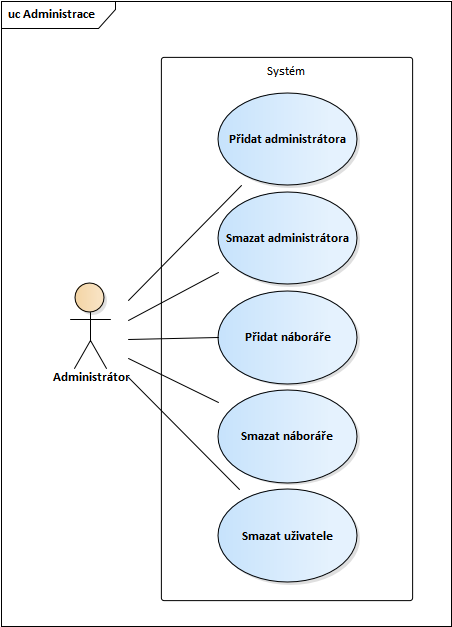 uc Administrace
Systém
Přidat administrátora
Smazat administrátora
Přidat náboráře
Administrátor
Smazat náboráře
Smazat uživatele